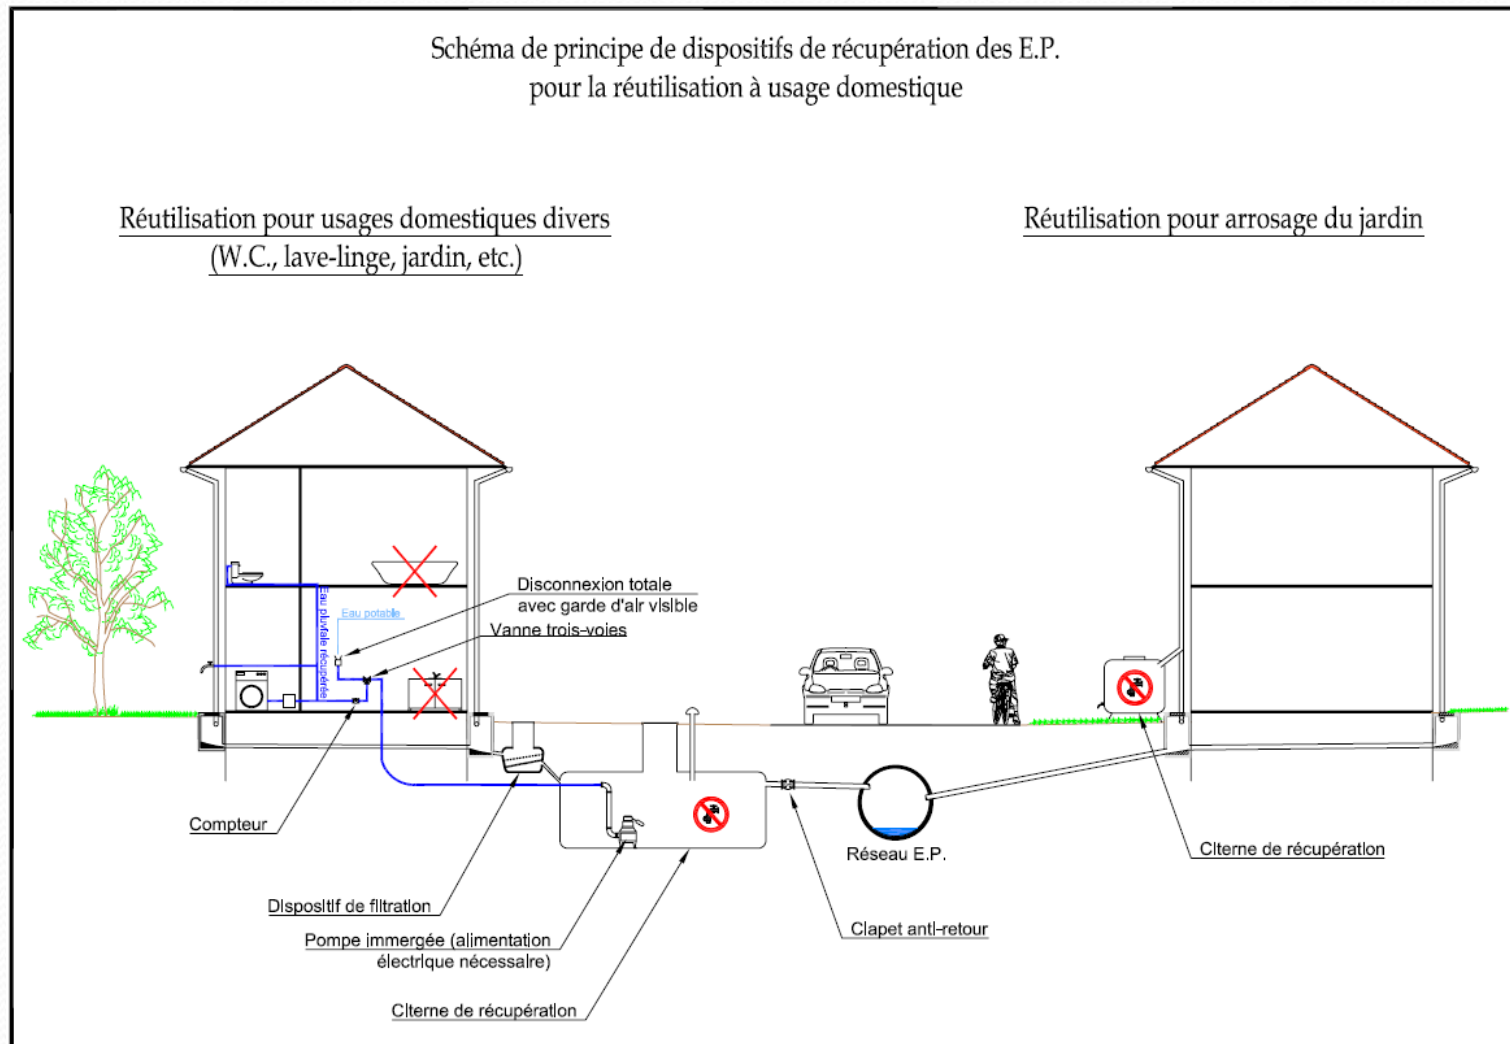 Schéma de principe de dispositifs de récupération des E.P.
pour la réutilisation à usage domestique
Réutilisation pour usages domestiques divers
(W.C., lave-linge, jardin, etc.)
Réutilisation pour arrosage du jardin
Disconnexion totale
avec garde d'air visible
Eau potable
Vanne trois-voies
Eau pluviale récupérée
Compteur
Réseau E.P.
Citerne de récupération
Dispositif de filtration
Clapet anti-retour
Pompe immergée (alimentation
électrique nécessaire)
Citerne de récupération